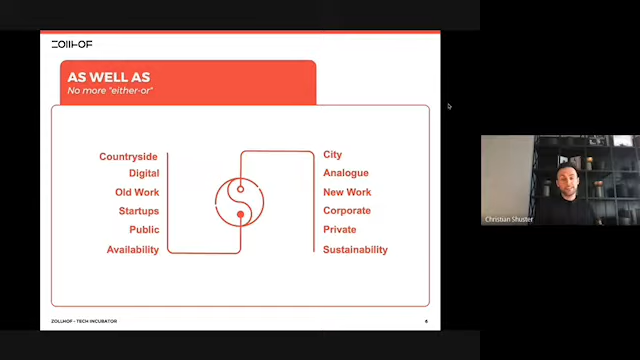 ZOLLHOF
AS WELL AS
No more "either-or"
Countryside
Digital
Old Work
Startups
Public
Availability
City
Analogue
New Work
Corporate
Private
Sustainability
Christian Shuster
ZOLLHOF - TECH INCUBATOR
6